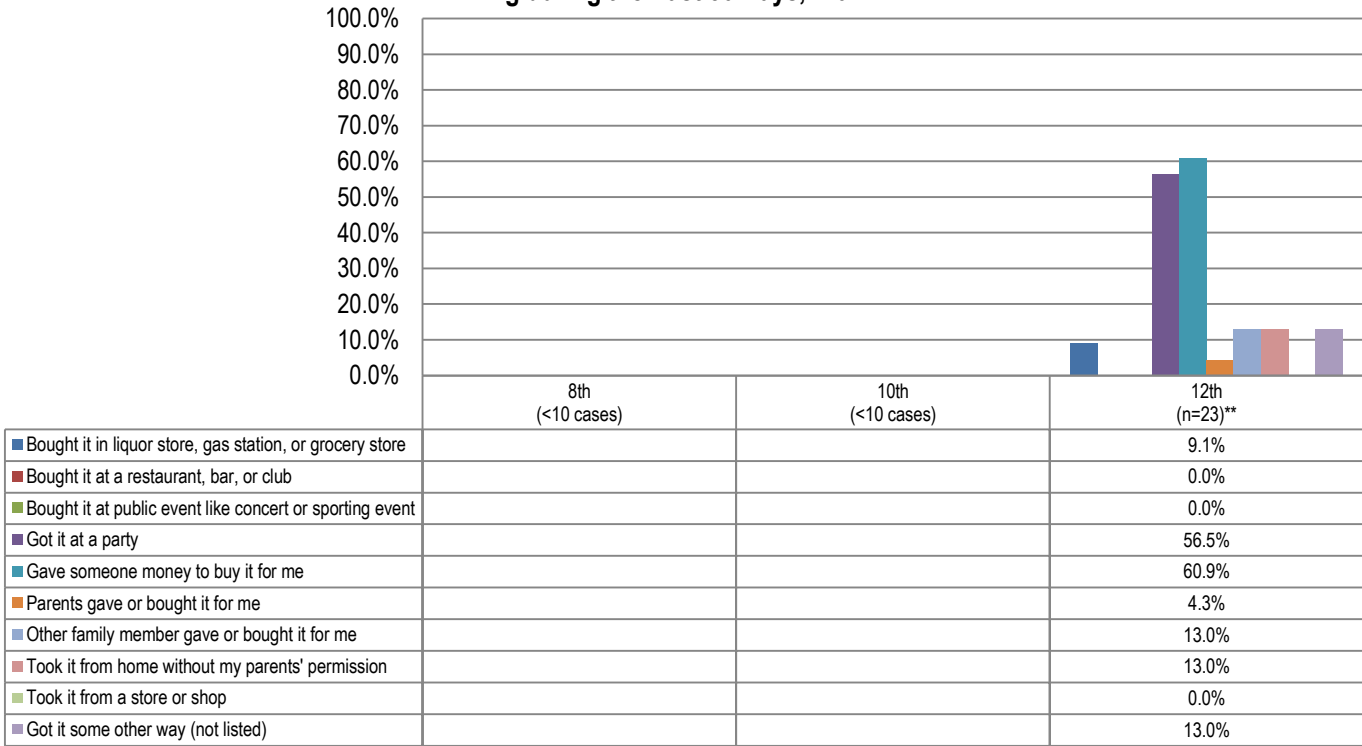 100.0%
90.0%
80.0%
70.0%
60.0%
50.0%
40.0%
30.0%
20.0%
10.0%
0.0%
8th 10th 12th
(<10 cases) (<10 cases) (n=23)**
Bought it in liquor store, gas station, or grocery store 9.1%
Bought it at a restaurant, bar, or club 0.0%
Bought it at public event like concert or sporting event 0.0%
Got it at a party 56.5%
Gave someone money to buy it for me 60.9%
Parents gave or bought it for me 4.3%
Other family member gave or bought it for me 13.0%
Took it from home without my parents' permission 13.0%
Took it from a store or shop 0.0%
Got it some other way (not listed) 13.0%